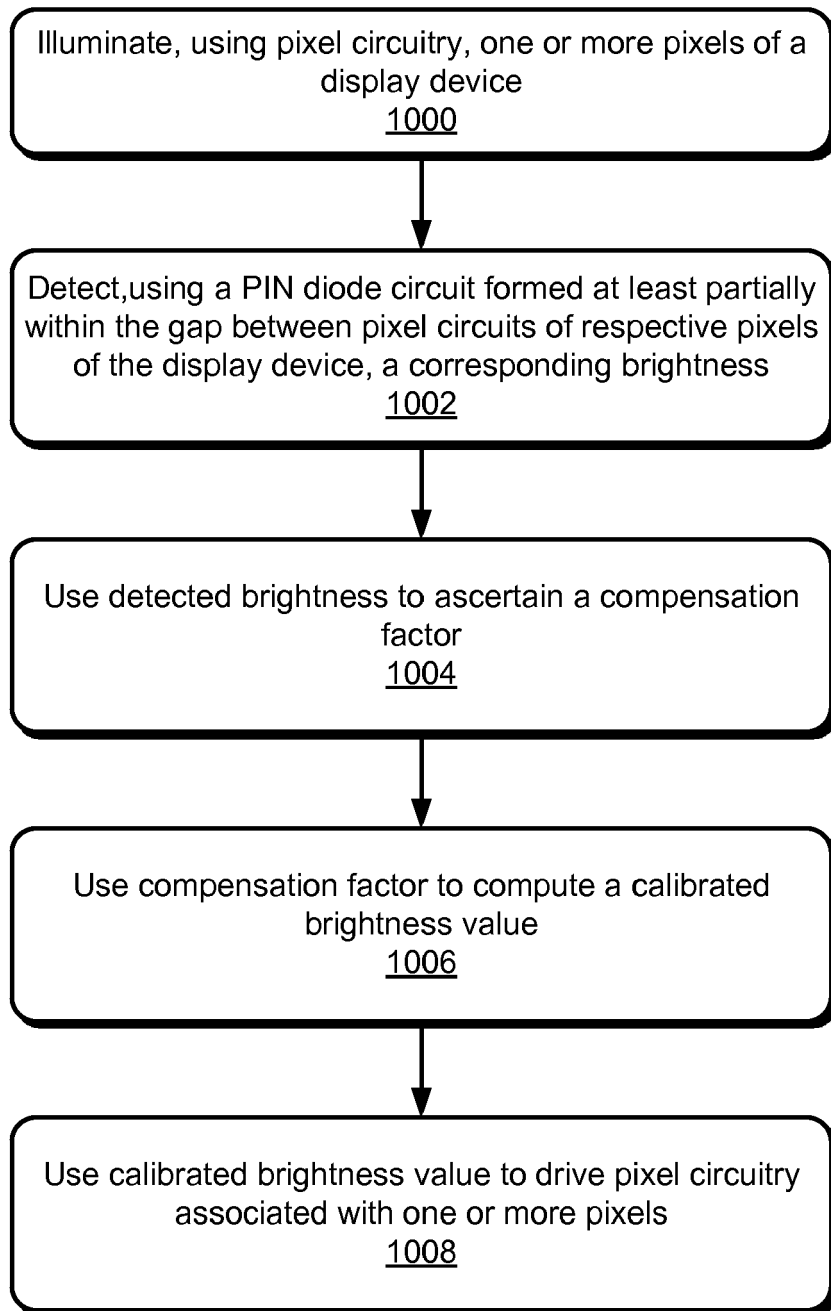 Illuminate, using pixel circuitry, one or more pixels of a
display device
1000
Detect,using a PIN diode circuit formed at least partially
within the gap between pixel circuits of respective pixels
of the display device, a corresponding brightness
1002
Use detected brightness to ascertain a compensation
factor
1004
Use compensation factor to compute a calibrated
brightness value
1006
Use calibrated brightness value to drive pixel circuitry
associated with one or more pixels
1008